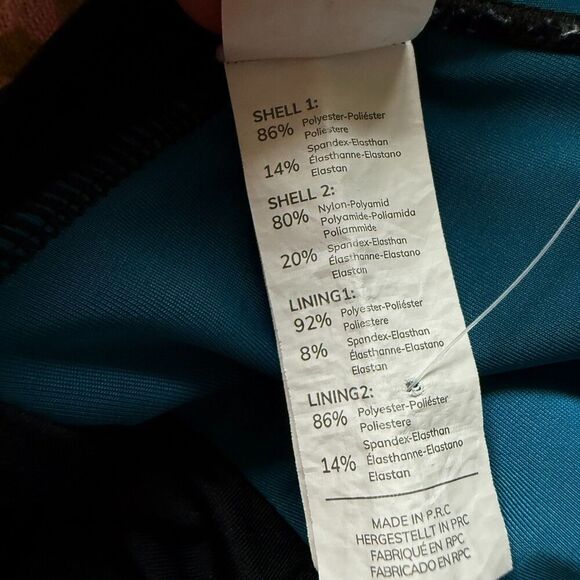 SHELL 1:
86% Polyester-Poliéster
Poliestere
14% Spandex-Elasthan
Élasthanne-Elastano
Elastan
SHELL 2:
80% Nylon-Polyamid
Polyamide-Poliamida
Poliammide
20% Spandex-Elasthan
Élasthanne-Elastano
Elastan
LINING1:
92% Polyester-Poliéster
Poliestere
8% Spandex-Elasthan
Élasthanne-Elastano
Elastan
LINING2:
86% Polyester-Poliéster
Poliestere
14% Spandex-Elasthan
Élasthanne-Elastano
Elastan
MADE IN P.R.C
HERGESTELLT IN PRC
FABRIQUÉ EN RPC
FABRICADO EN RPC